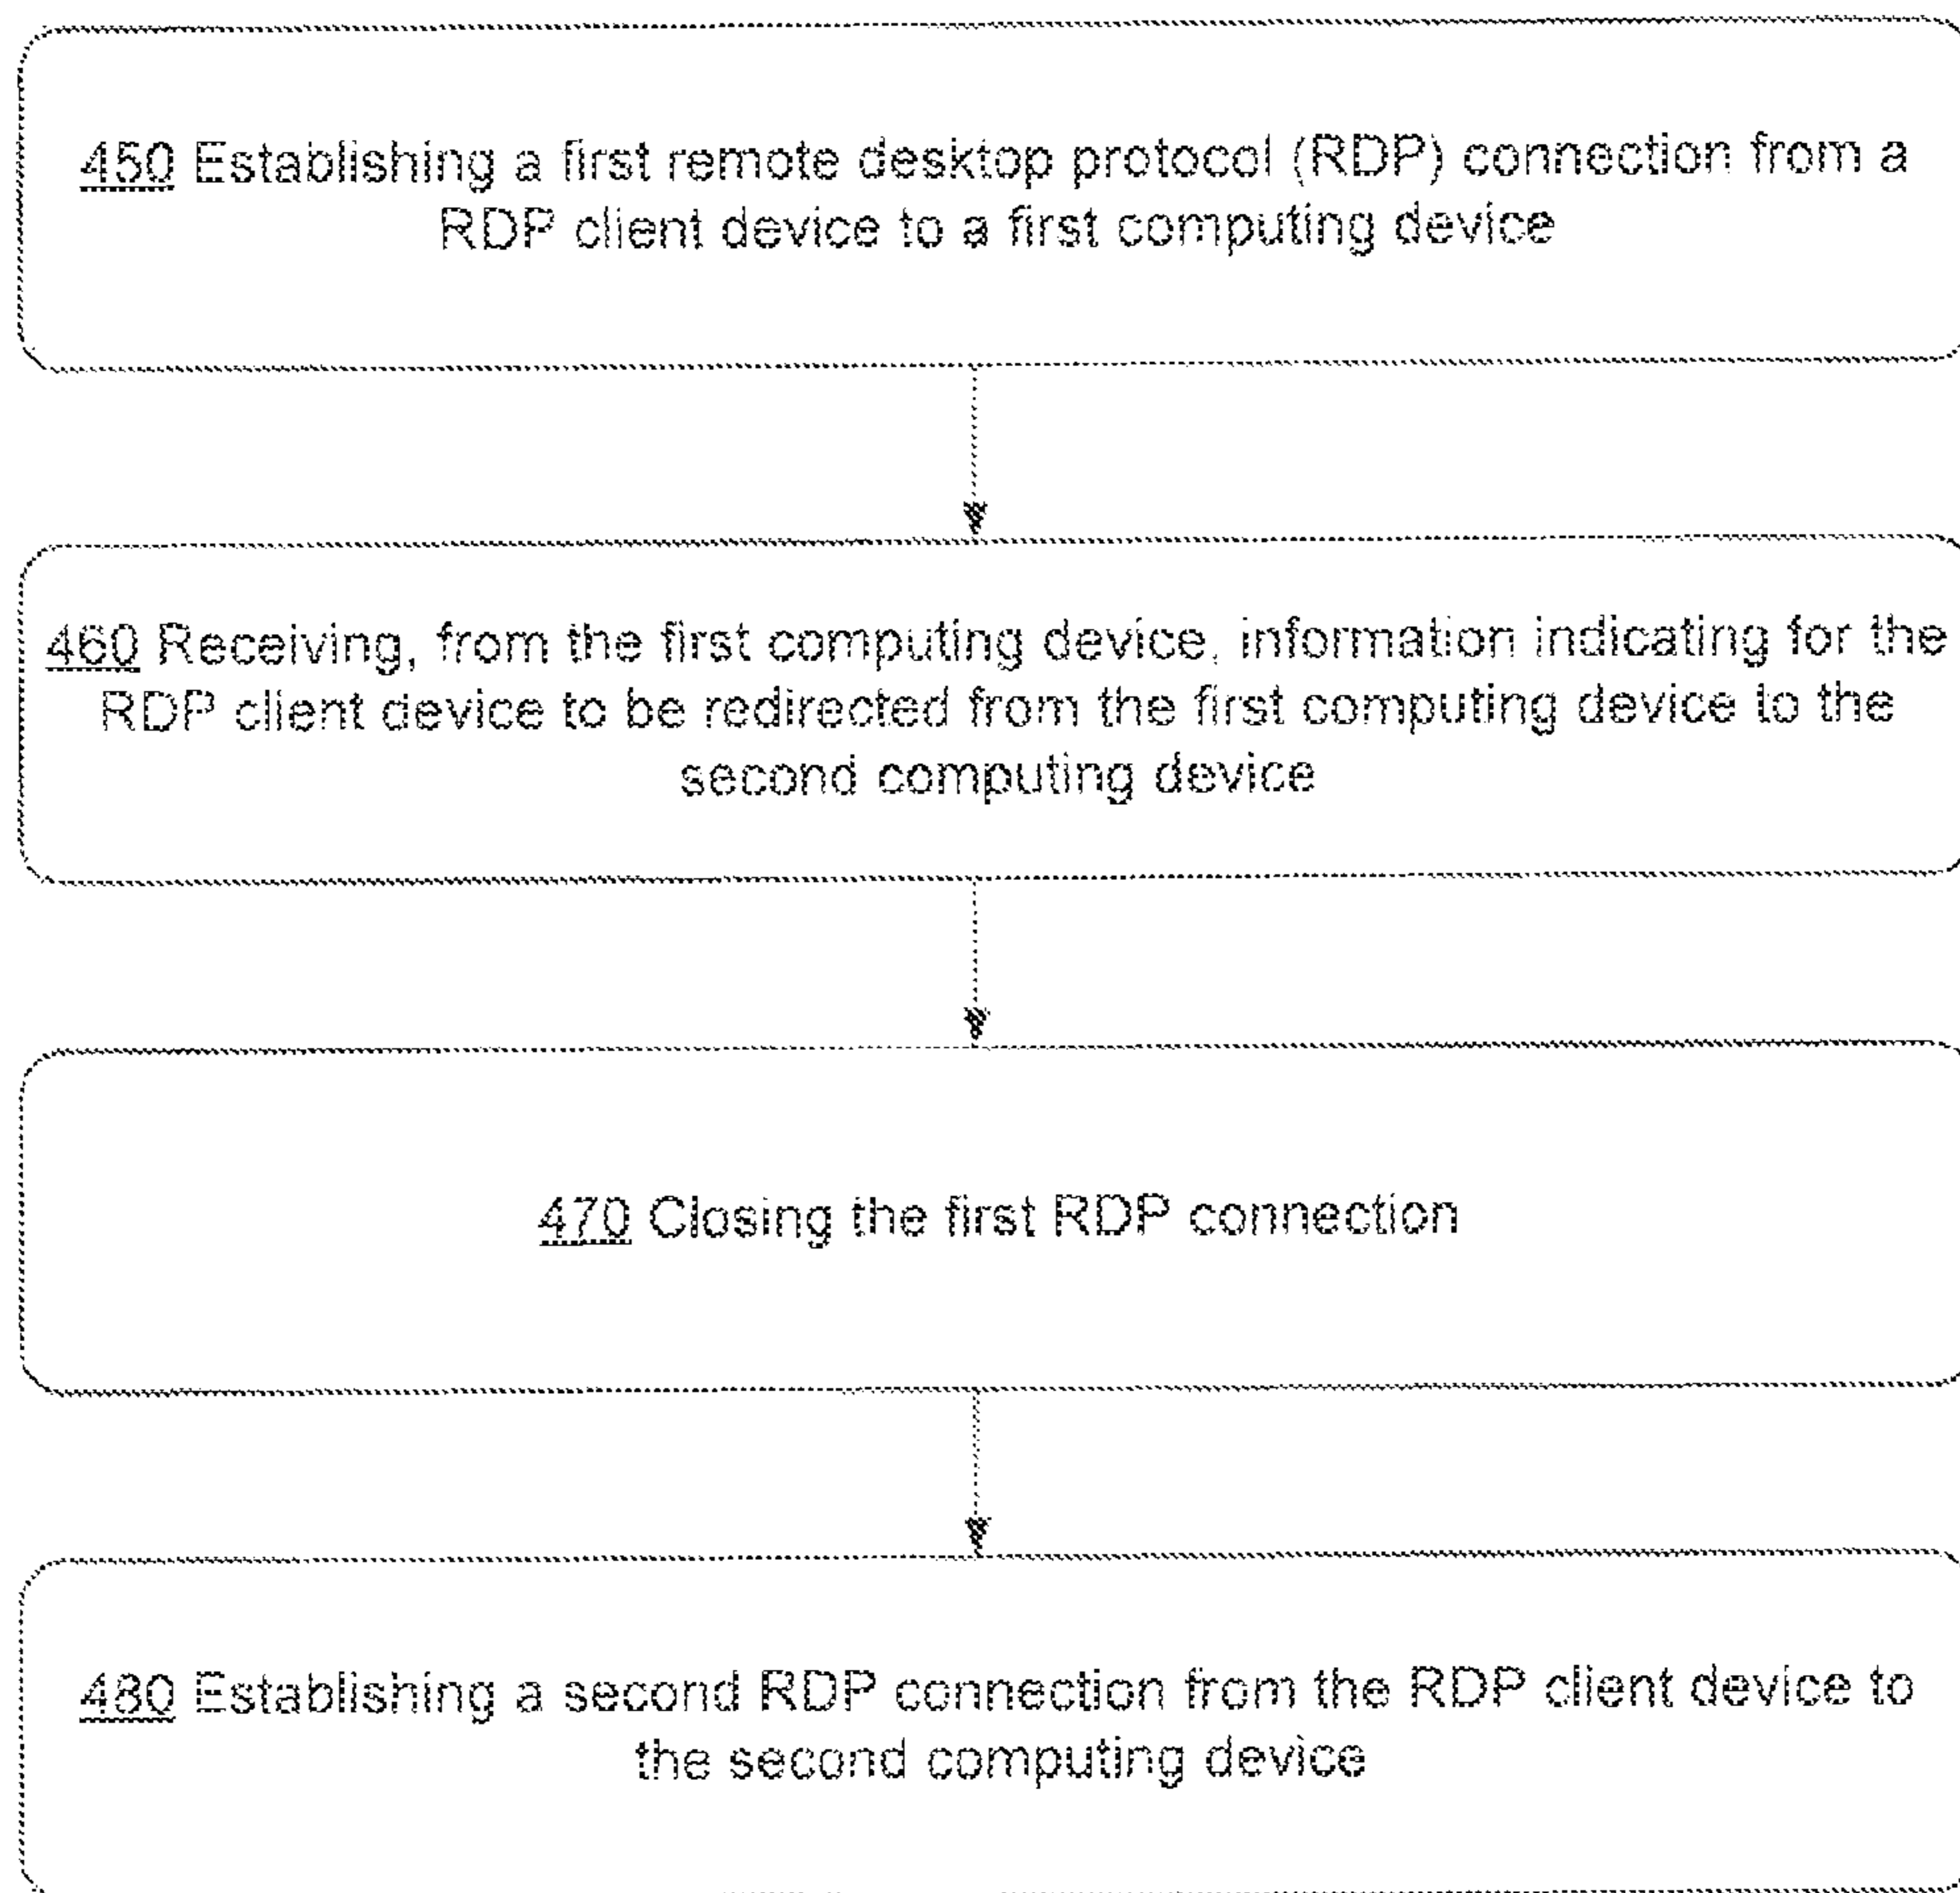 450 Establishing a first remote desktop protocol (RDP) connection from a
RDP client device to a first computing device
460 Receiving, from the first computing device, information indicating for the
RDP client device to be redirected from the first computing device to the
second computing device
470 Closing the first RDP connection
480 Establishing a second RDP connection from the RDP client device to
the second computing device